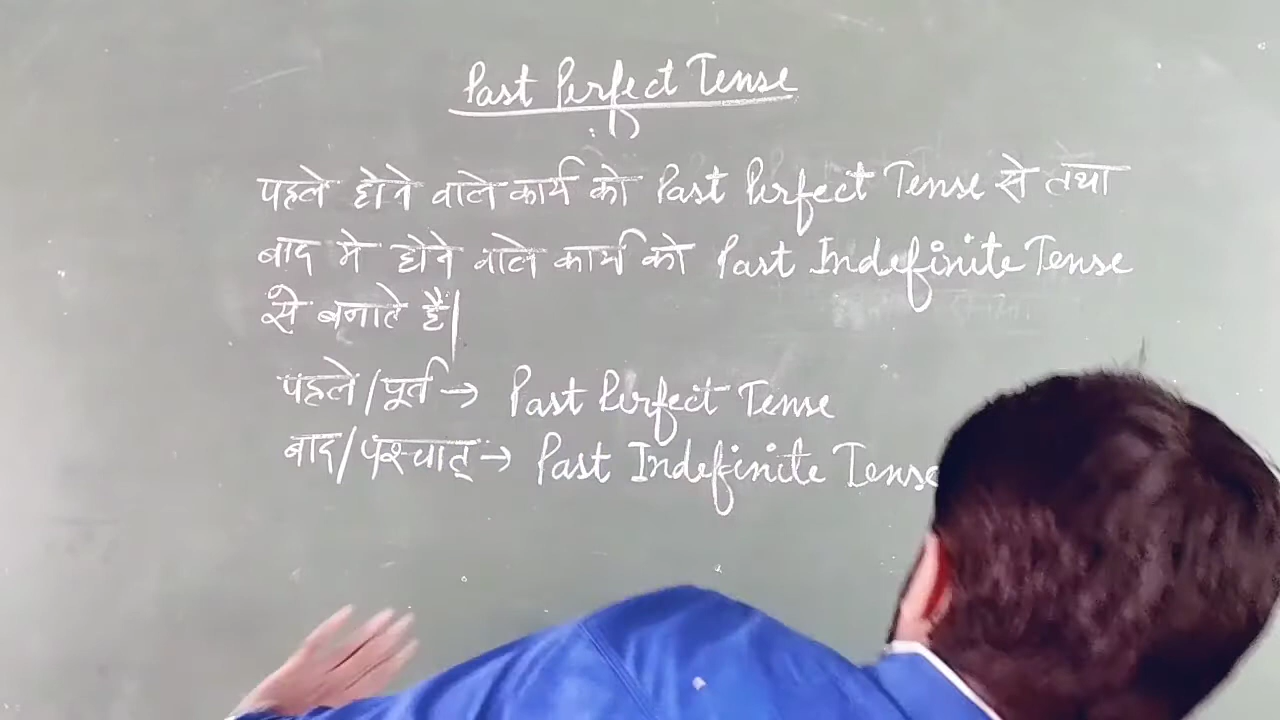 Past Perfect Tense
पहले होने वाले कार्य को Past Perfect Tense से तथा
बाद मे होने वाले कार्य को Past Indefinite Tense
से बनाते हैं।
पहले/पूर्व → Past Perfect Tense
बाद/पश्चात् → Past Indefinite Tense